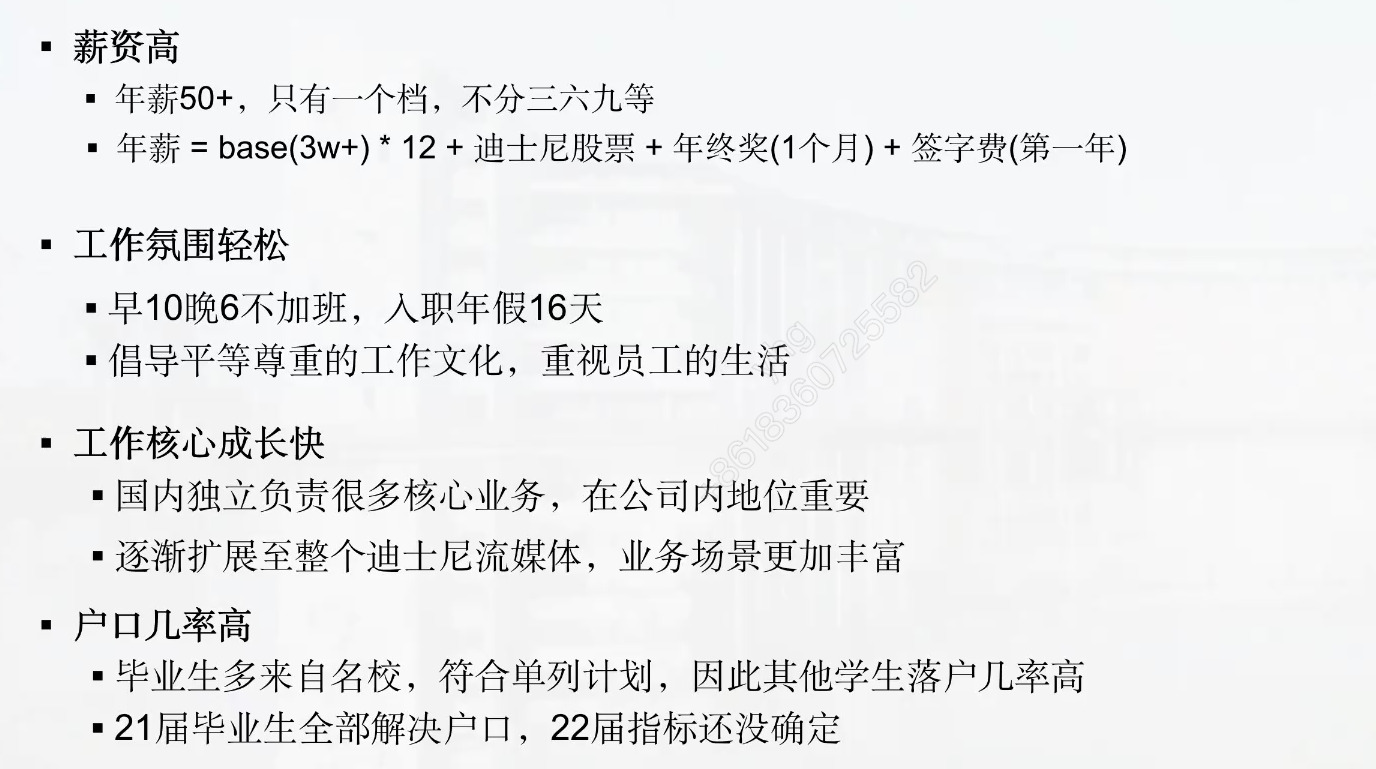 ▪ 薪资高
▪ 年薪50+，只有一个档，不分三六九等
▪ 年薪 = base(3w+) * 12 + 迪士尼股票 + 年终奖(1个月) + 签字费(第一年)
▪ 工作氛围轻松
▪ 早10晚6不加班，入职年假16天
▪ 倡导平等尊重的工作文化，重视员工的生活
▪ 工作核心成长快
▪ 国内独立负责很多核心业务，在公司内地位重要
▪ 逐渐扩展至整个迪士尼流媒体，业务场景更加丰富
▪ 户口几率高
▪ 毕业生多来自名校，符合单列计划，因此其他学生落户几率高
▪ 21届毕业生全部解决户口，22届指标还没确定
8618360725582